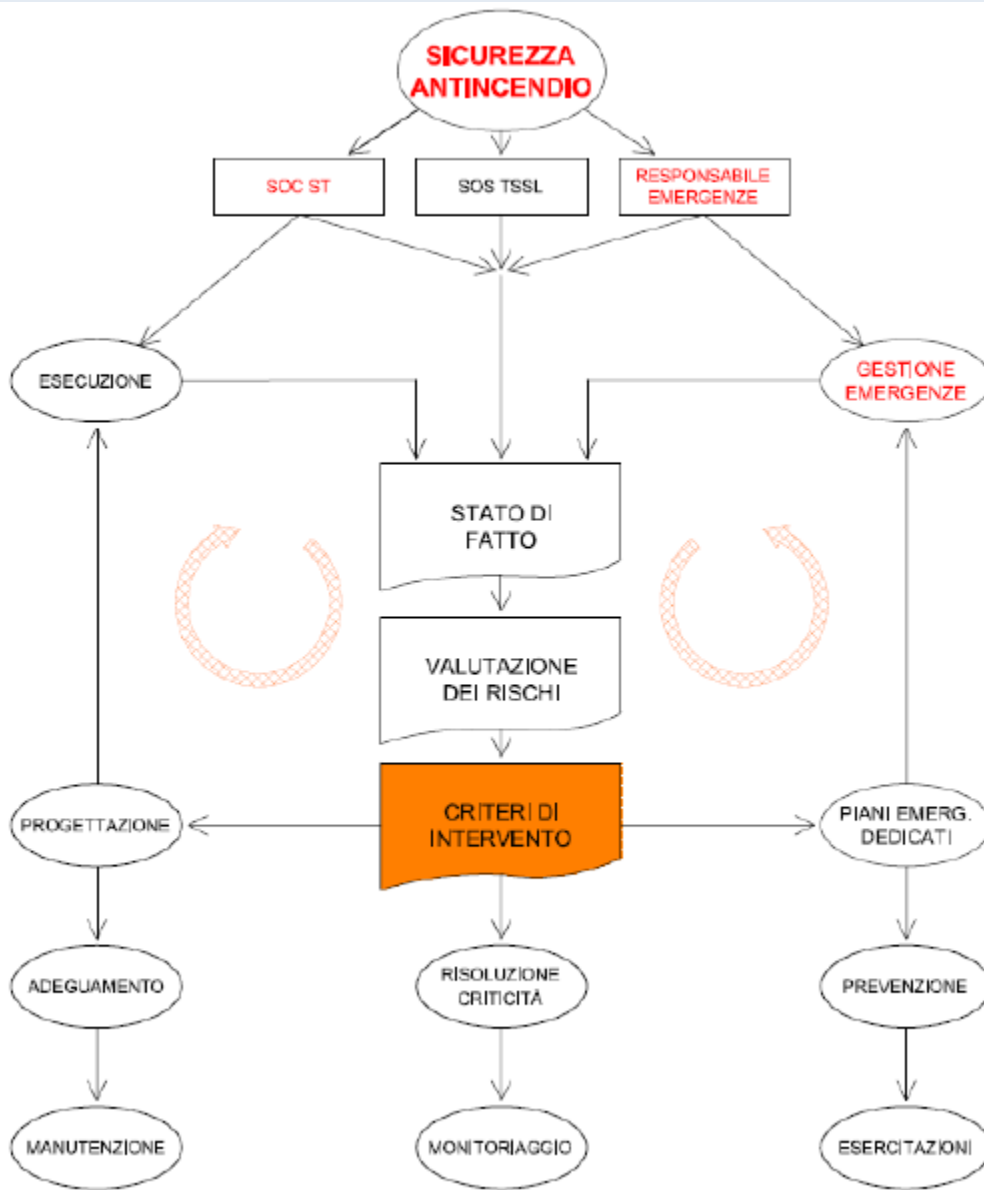 SICUREZZA
ANTINCENDIO
SOC ST
SOS TSSL
RESPONSABILE
EMERGENZE
ESECUZIONE
GESTIONE
EMERGENZE
STATO DI
FATTO
VALUTAZIONE
DEI RISCHI
PROGETTAZIONE
CRITERI DI
INTERVENTO
PIANI EMERG.
DEDICATI
ADEGUAMENTO
RISOLUZIONE
CRITICITÀ
PREVENZIONE
MANUTENZIONE
MONITORIAGGIO
ESERCITAZIONI